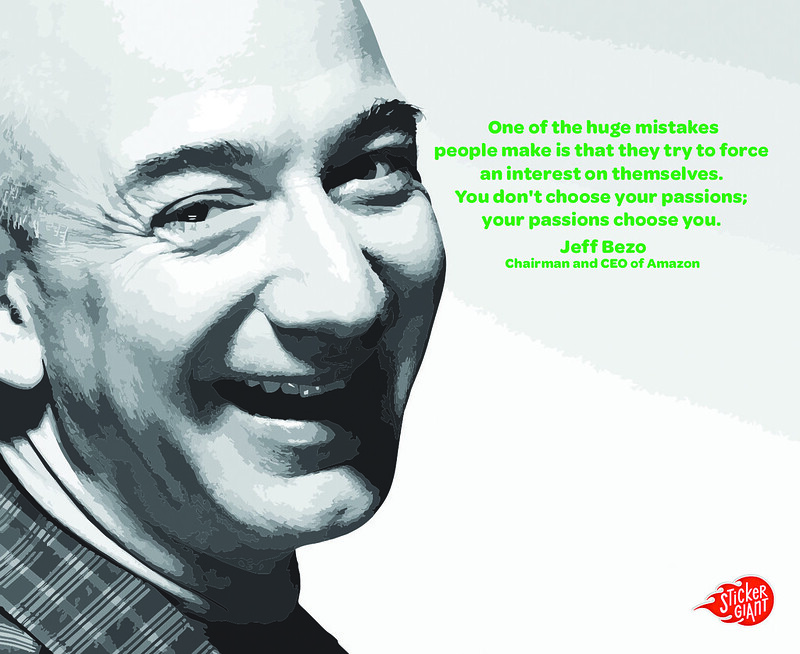 One of the huge mistakes
people make is that they try to force
an interest on themselves.
You don't choose your passions;
your passions choose you.
Jeff Bezo
Chairman and CEO of Amazon
STICKER
GIANT